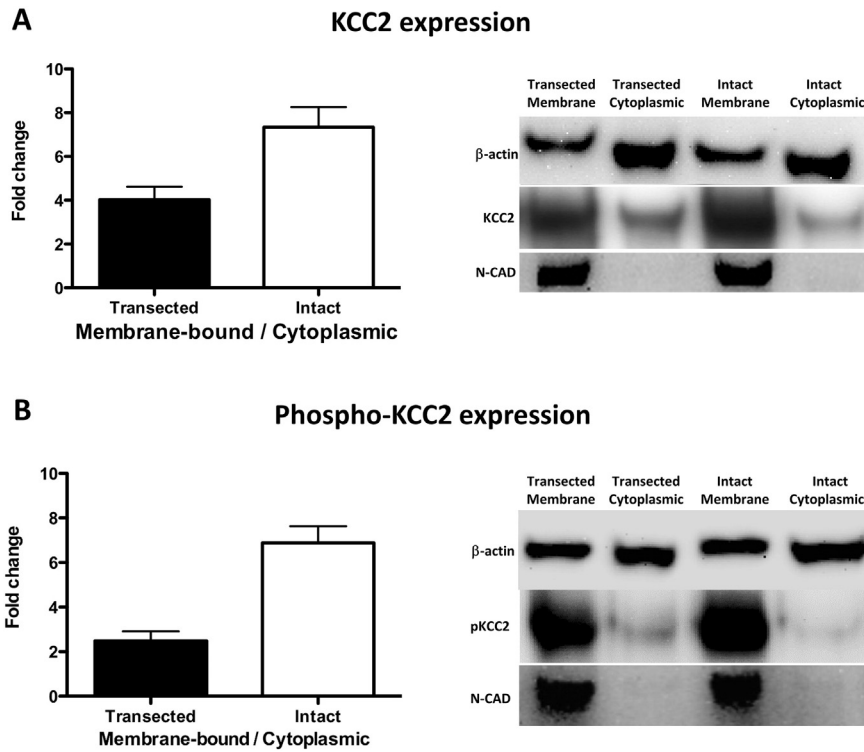 A
KCC2 expression
Fold change
10
8
6
4
2
0
Transected
Intact
Membrane-bound / Cytoplasmic
Transected Transected Intact Intact
Membrane Cytoplasmic Membrane Cytoplasmic
β-actin
KCC2
N-CAD
B
Phospho-KCC2 expression
Fold change
10
8
6
4
2
0
Transected
Intact
Membrane-bound / Cytoplasmic
Transected Transected Intact Intact
Membrane Cytoplasmic Membrane Cytoplasmic
β-actin
pKCC2
N-CAD